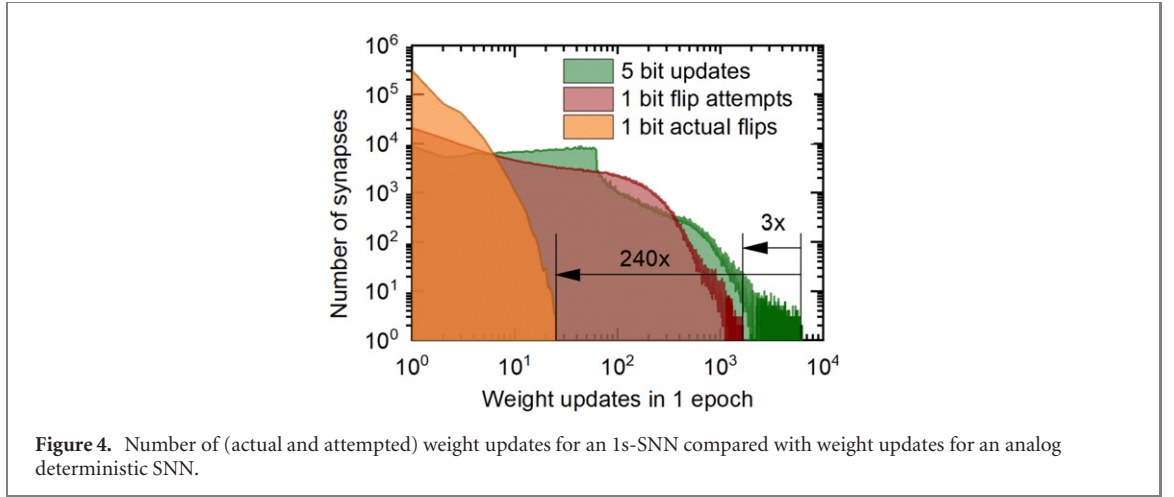 10⁶
10⁵
10⁴
10³
10²
10¹
10⁰
Number of synapses
5 bit updates
1 bit flip attempts
1 bit actual flips
3x
240x
10⁰ 10¹ 10² 10³ 10⁴
Weight updates in 1 epoch
Figure 4. Number of (actual and attempted) weight updates for an 1s-SNN compared with weight updates for an analog
deterministic SNN.